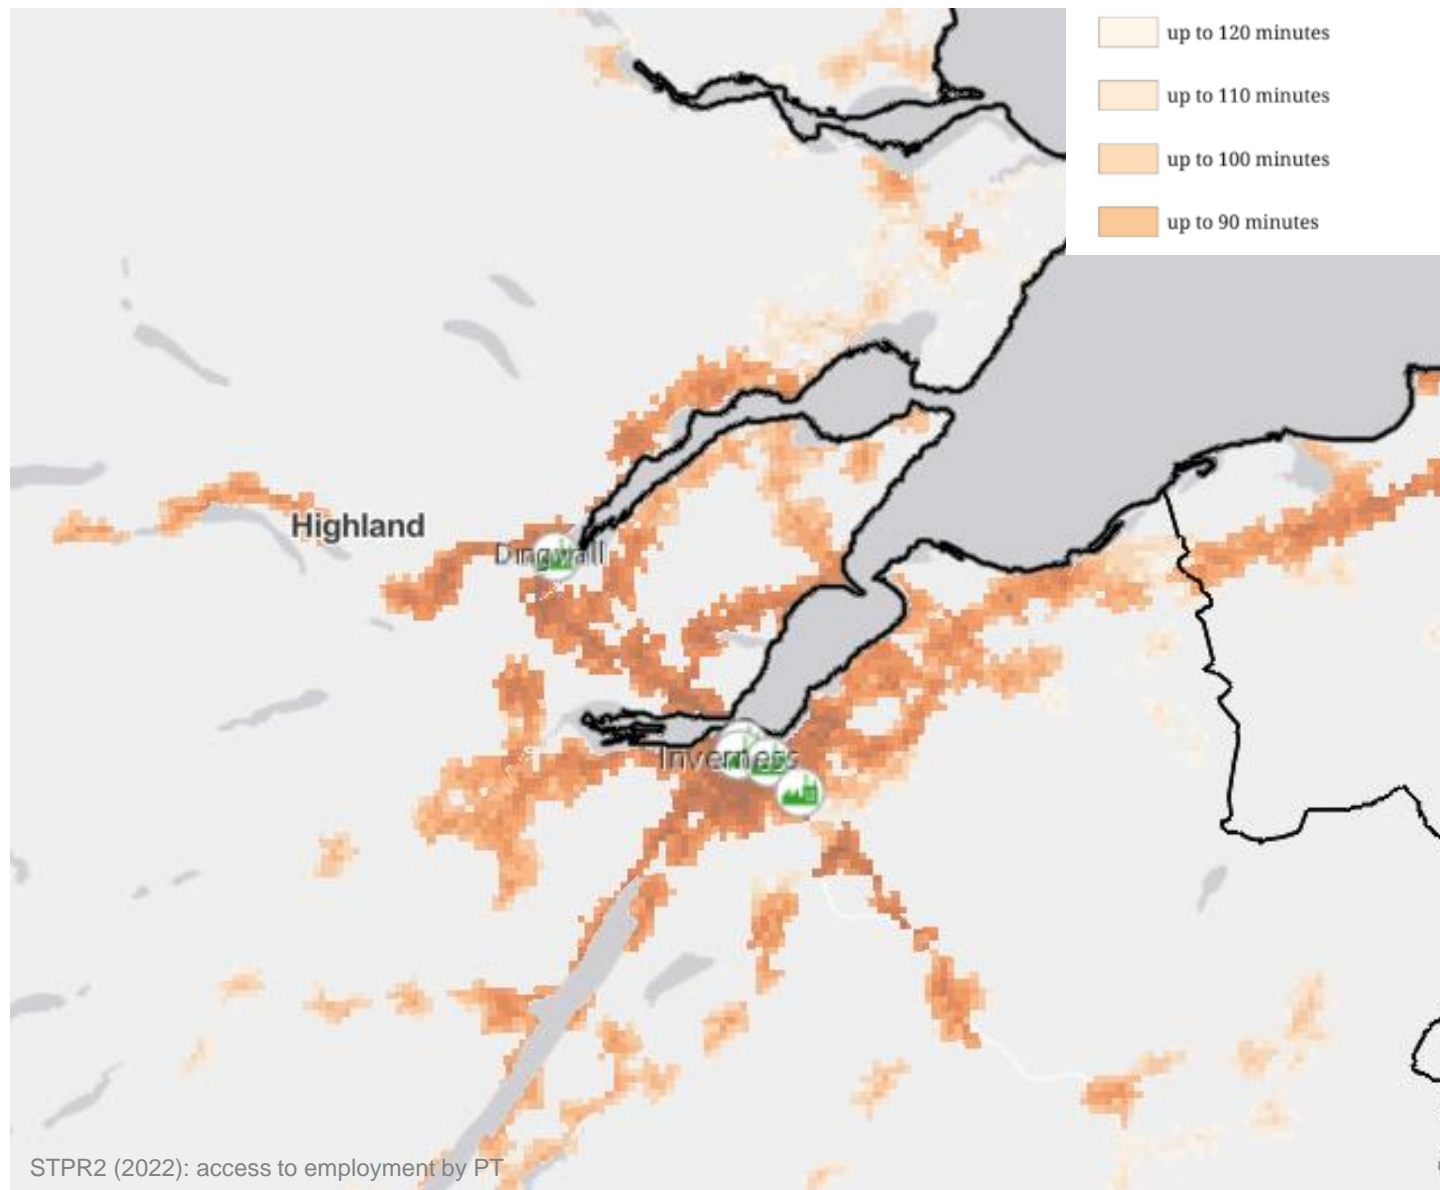 up to 120 minutes
up to 110 minutes
up to 100 minutes
up to 90 minutes
Highland
Dingwall
Inverness
STPR2 (2022): access to employment by PT